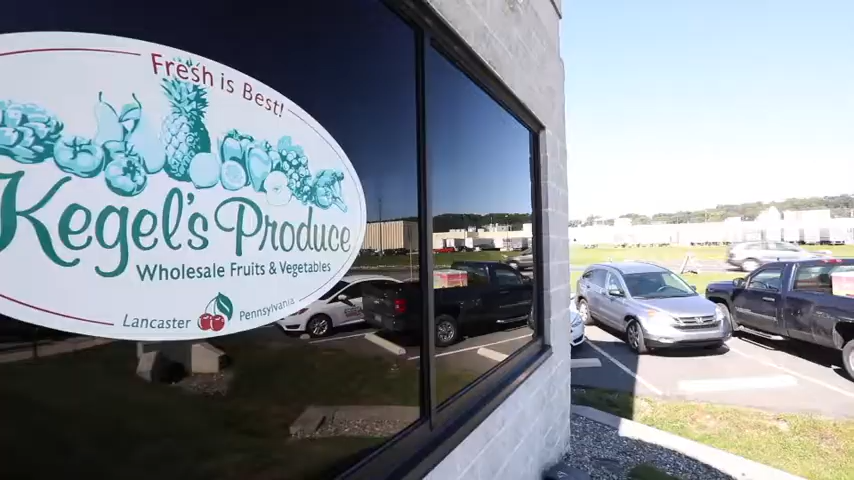 Fresh is Best!
Kegel's Produce
Wholesale Fruits & Vegetables
Lancaster Pennsylvania